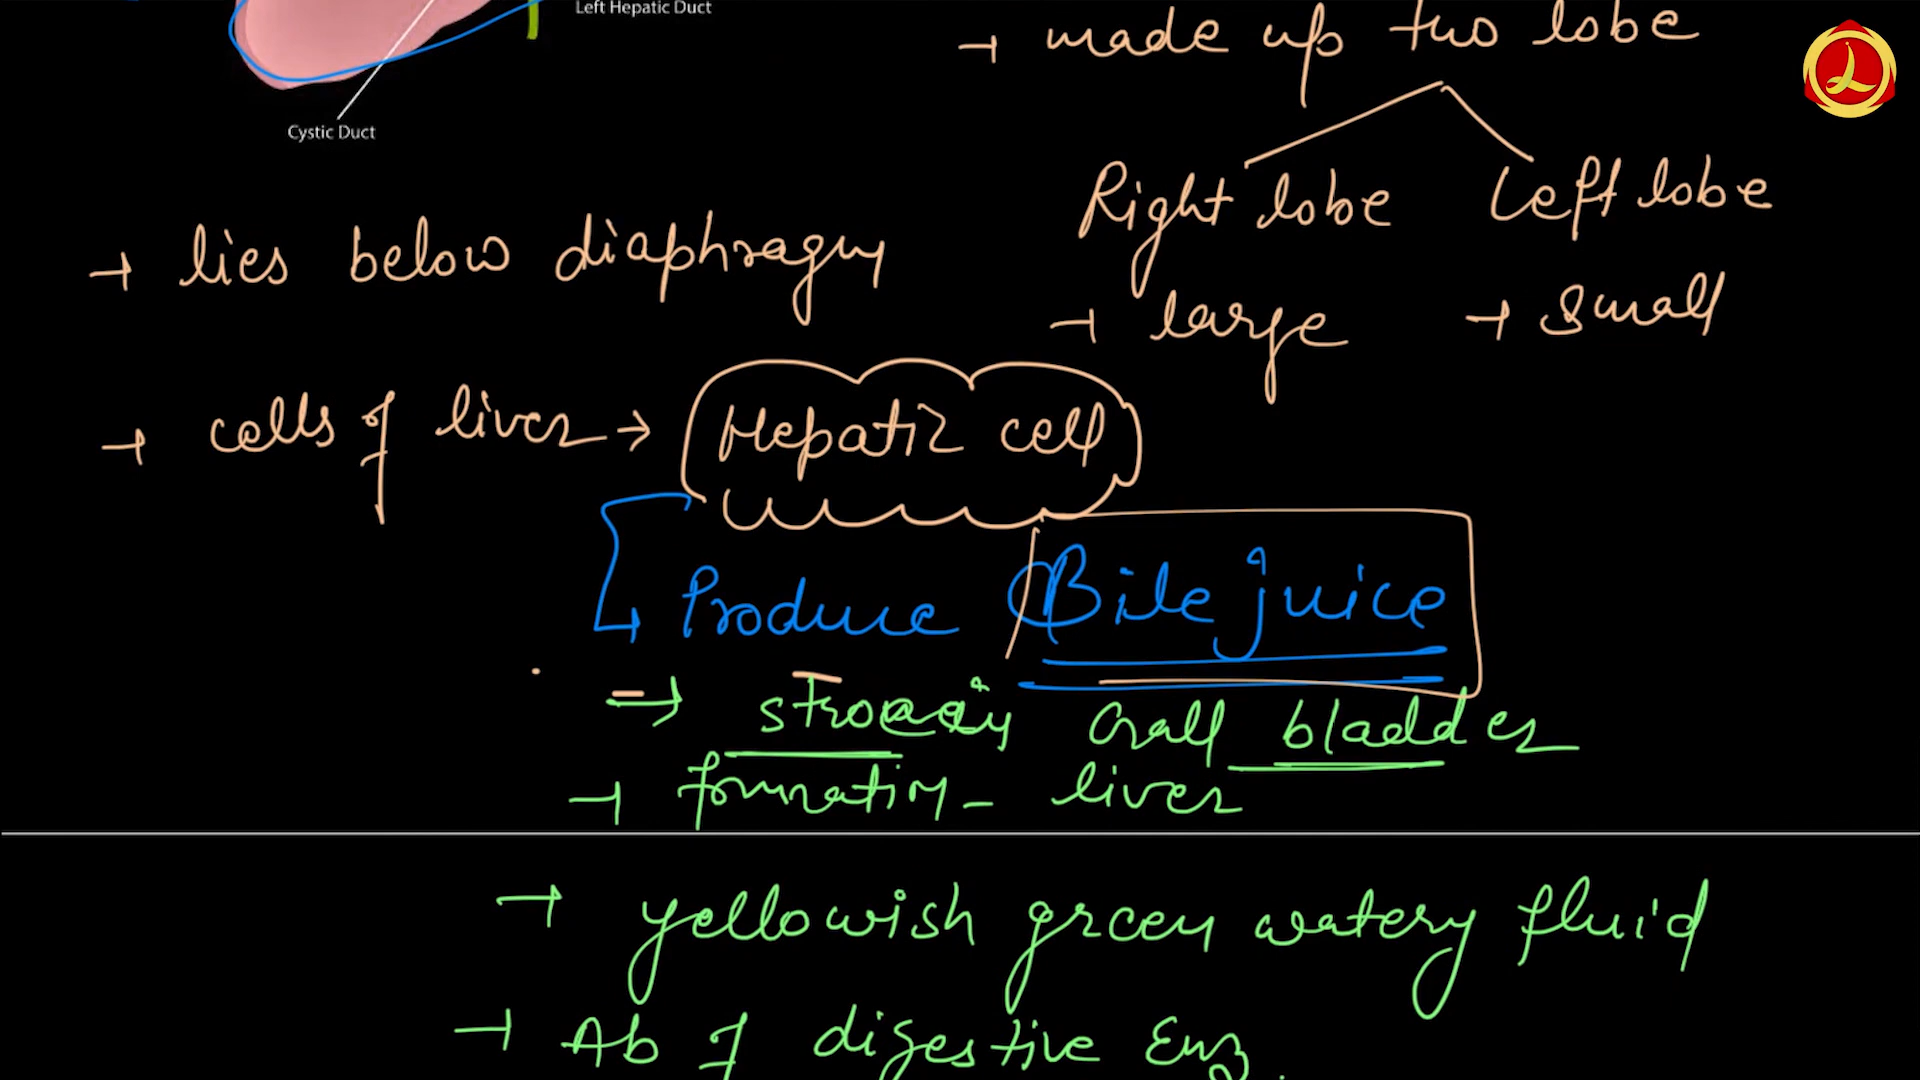 Left Hepatic Duct
→ made up two lobe
Cystic Duct
Right lobe Left lobe
→ lies below diaphragm
→ large → small
→ cells of liver → Hepatic cell
↳ Produce Bile juice
→ Gall bladder
→ formation - liver
→ yellowish green watery fluid
→ Ab of digestive Enz.